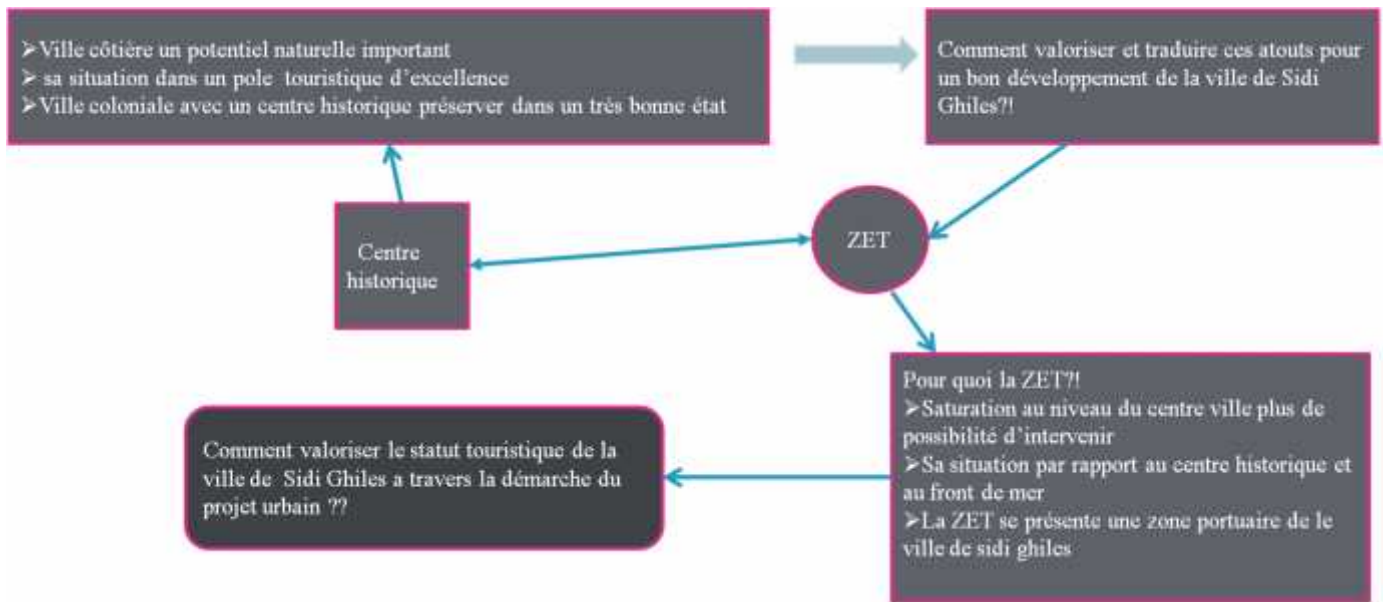 ➢Ville côtière un potentiel naturelle important
➢ sa situation dans un pole touristique d’excellence
➢Ville coloniale avec un centre historique préserver dans un très bonne état
Comment valoriser et traduire ces atouts pour
un bon développement de la ville de Sidi
Ghiles?!
Centre
historique
ZET
Pour quoi la ZET?!
➢Saturation au niveau du centre ville plus de
possibilité d’intervenir
➢Sa situation par rapport au centre historique et
au front de mer
➢La ZET se présente une zone portuaire de le
ville de sidi ghiles
Comment valoriser le statut touristique de la
ville de Sidi Ghiles a travers la démarche du
projet urbain ??